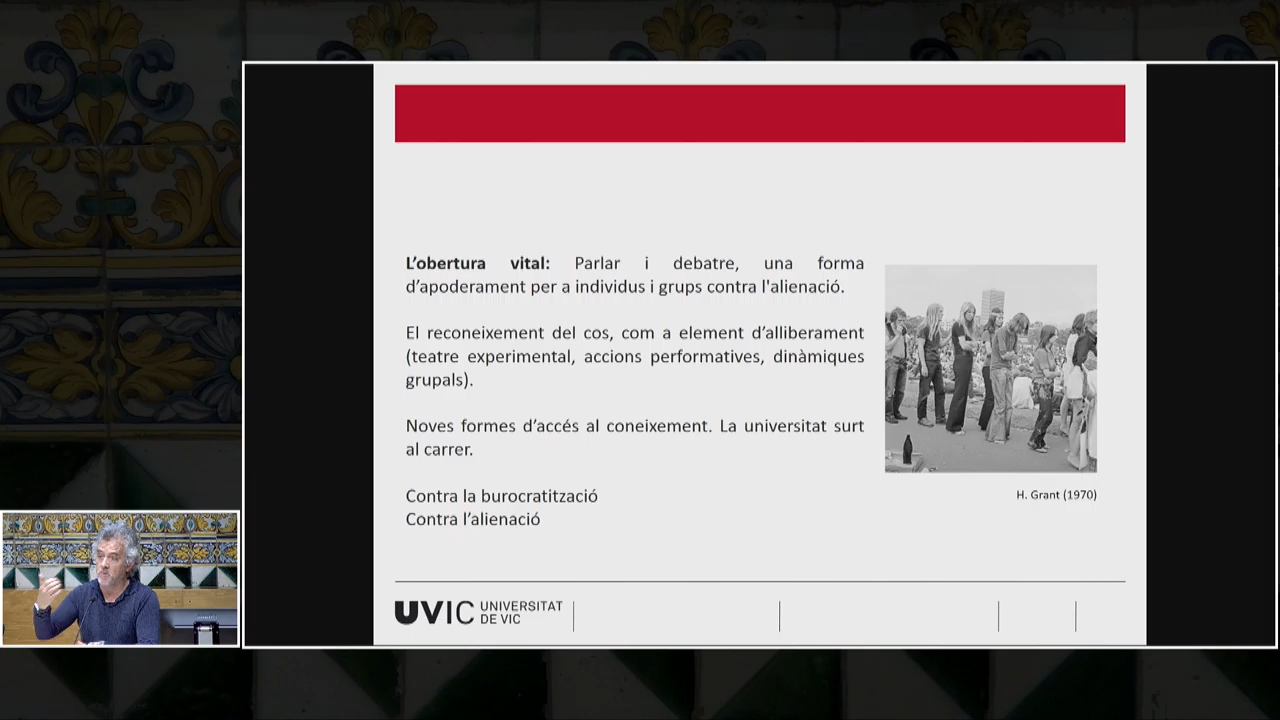 L'obertura vital: Parlar i debatre, una forma
d'apoderament per a individus i grups contra l'alienació.
El reconeixement del cos, com a element d'alliberament
(teatre experimental, accions performatives, dinàmiques
grupals).
Noves formes d'accés al coneixement. La universitat surt
al carrer.
Contra la burocratització
Contra l'alienació
H. Grant (1970)
UVIC UNIVERSITAT
DE VIC